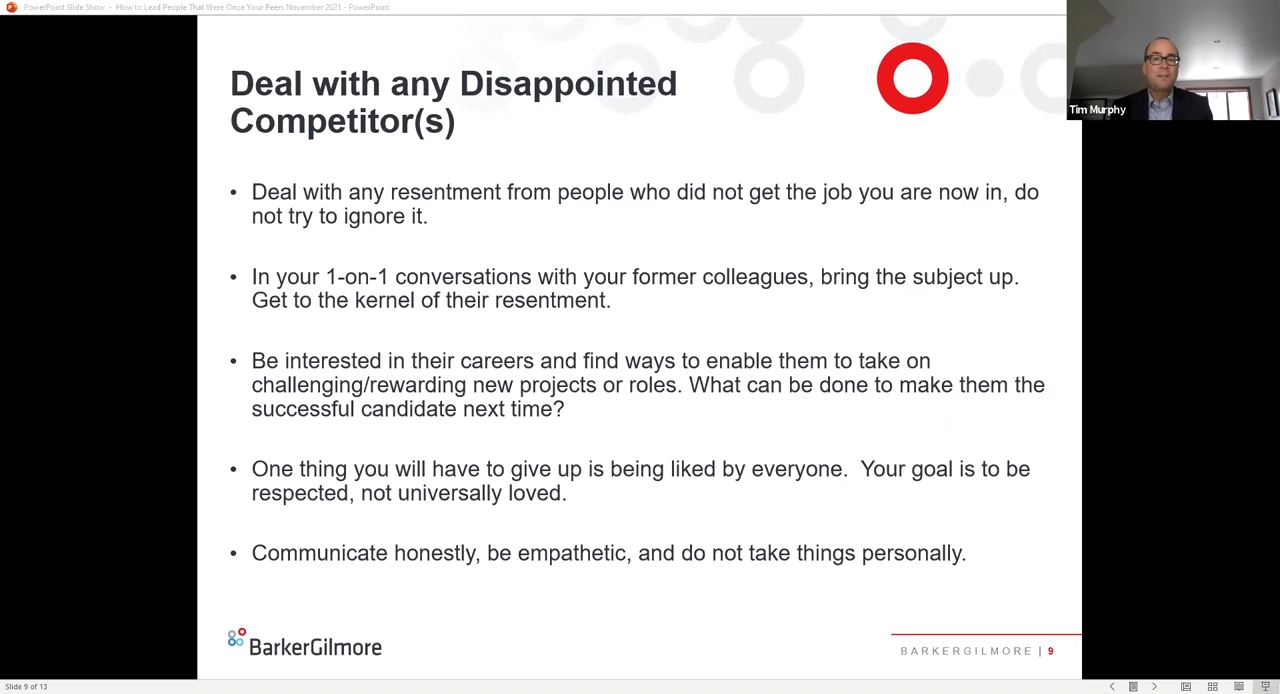 PowerPoint Slide Show - How to Lead People That Were Once Your Peers November 2021 - PowerPoint
Tim Murphy
Deal with any Disappointed
Competitor(s)
• Deal with any resentment from people who did not get the job you are now in, do
not try to ignore it.
• In your 1-on-1 conversations with your former colleagues, bring the subject up.
Get to the kernel of their resentment.
• Be interested in their careers and find ways to enable them to take on
challenging/rewarding new projects or roles. What can be done to make them the
successful candidate next time?
• One thing you will have to give up is being liked by everyone.  Your goal is to be
respected, not universally loved.
• Communicate honestly, be empathetic, and do not take things personally.
BarkerGilmore
BARKERGILMORE | 9
Slide 9 of 13